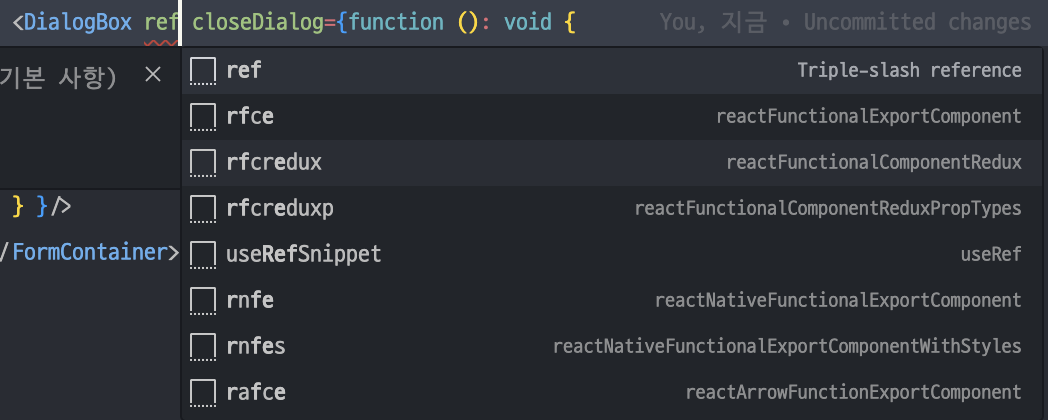 <DialogBox ref closeDialog={function (): void {    You, 지금 • Uncommitted changes
기본 사항) ×
ref    Triple-slash reference
rfce    reactFunctionalExportComponent
rfcredux    reactFunctionalComponentRedux
} }/>
rfcreduxp    reactFunctionalComponentReduxPropTypes
/FormContainer>
useRefSnippet    useRef
rnfe    reactNativeFunctionalExportComponent
rnfes    reactNativeFunctionalExportComponentWithStyles
rafce    reactArrowFunctionExportComponent